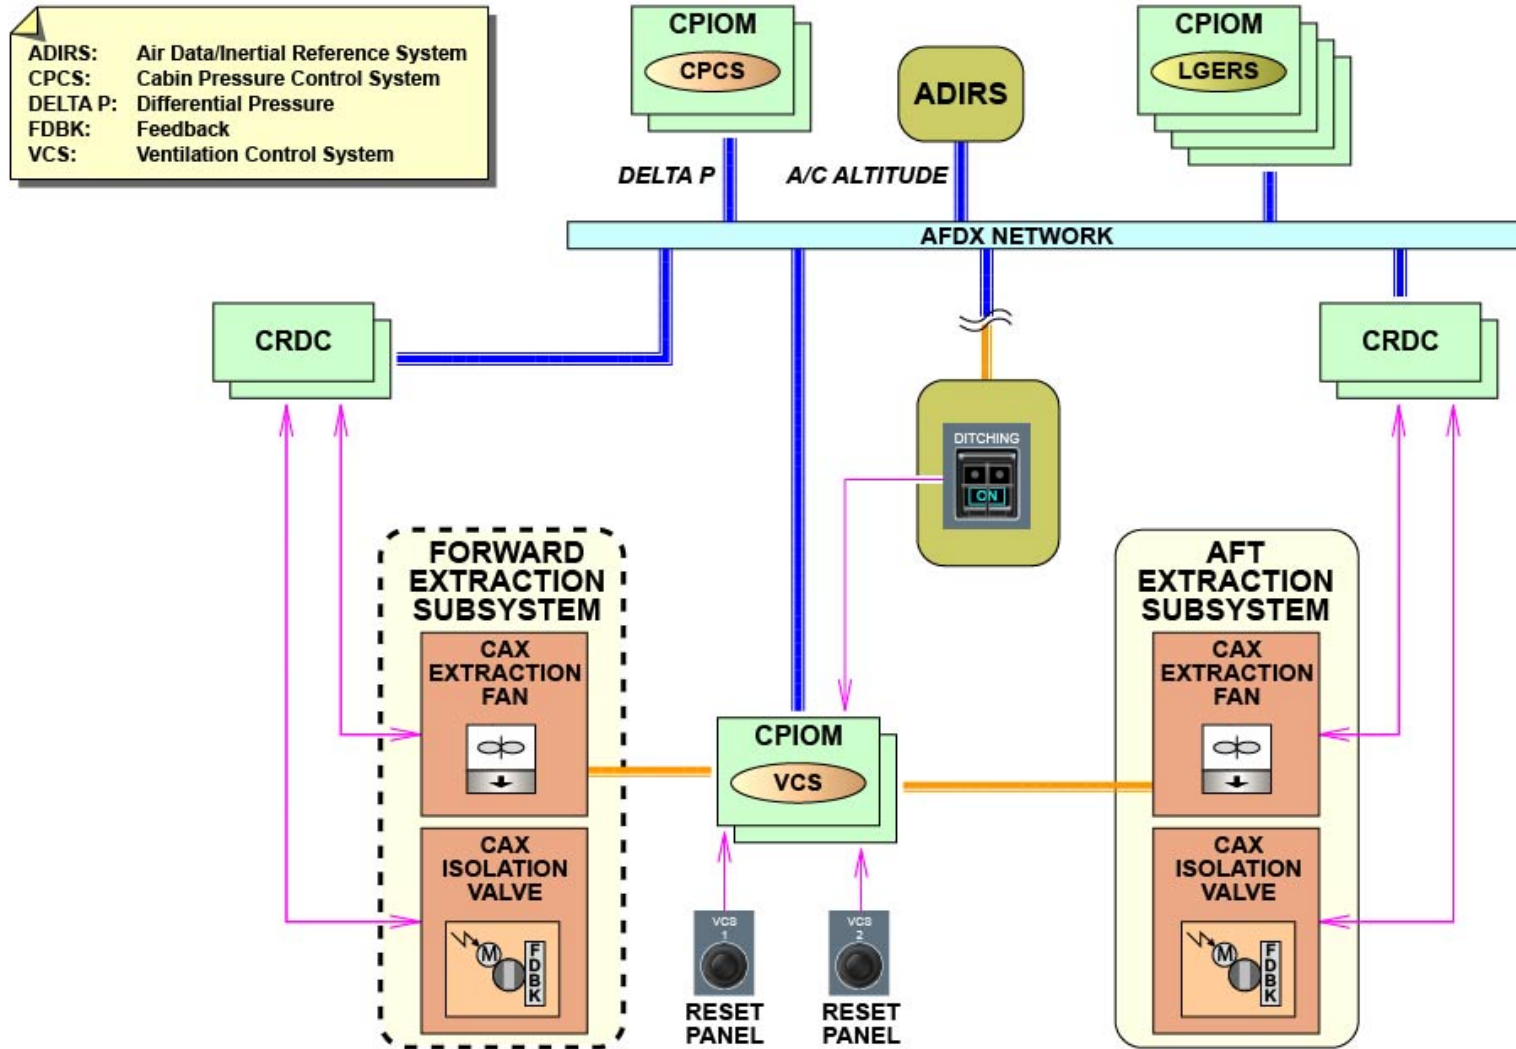 ADIRS: Air Data/Inertial Reference System
CPCS: Cabin Pressure Control System
DELTA P: Differential Pressure
FDBK: Feedback
VCS: Ventilation Control System
CPIOM
CPCS
ADIRS
CPIOM
LGERS
DELTA P
A/C ALTITUDE
AFDX NETWORK
CRDC
CRDC
DITCHING
ON
FORWARD
EXTRACTION
SUBSYSTEM
CAX
EXTRACTION
FAN
CAX
ISOLATION
VALVE
M
FDBK
CPIOM
VCS
VCS
1
RESET
PANEL
VCS
2
RESET
PANEL
AFT
EXTRACTION
SUBSYSTEM
CAX
EXTRACTION
FAN
CAX
ISOLATION
VALVE
M
FDBK